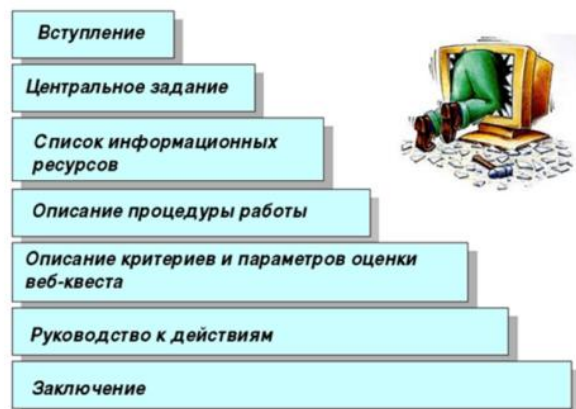 Вступление
Центральное задание
Список информационных
ресурсов
Описание процедуры работы
Описание критериев и параметров оценки
веб-квеста
Руководство к действиям
Заключение